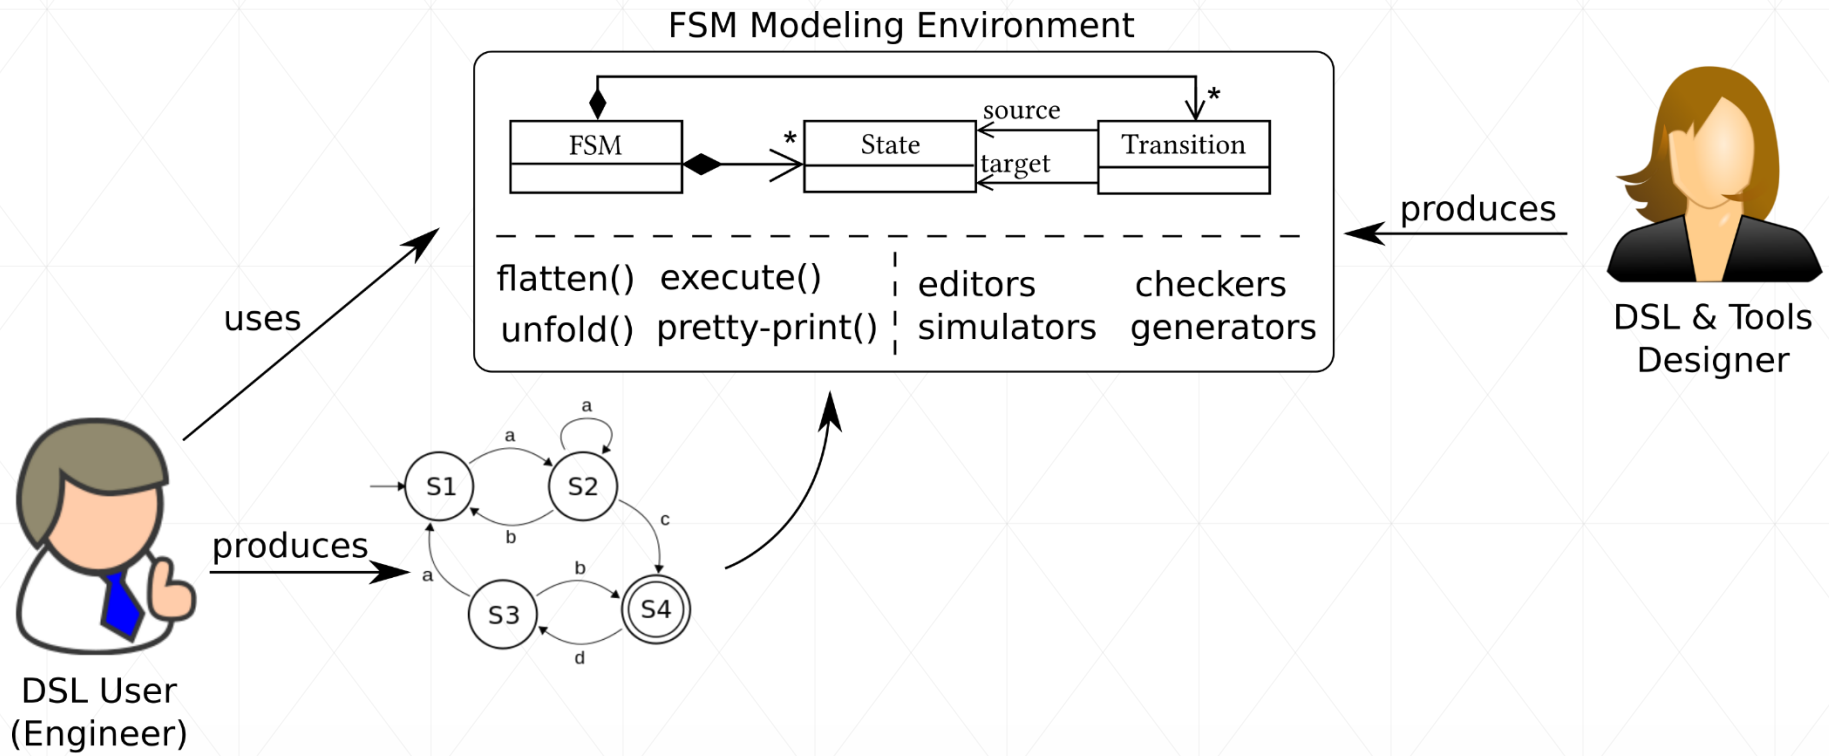 FSM Modeling Environment
*
source
FSM
*
State
Transition
target
produces
flatten() execute()
editors checkers
unfold() pretty-print()
simulators generators
uses
DSL & Tools
Designer
a
a
S1
S2
c
b
produces
a
b
S3
S4
d
DSL User
(Engineer)